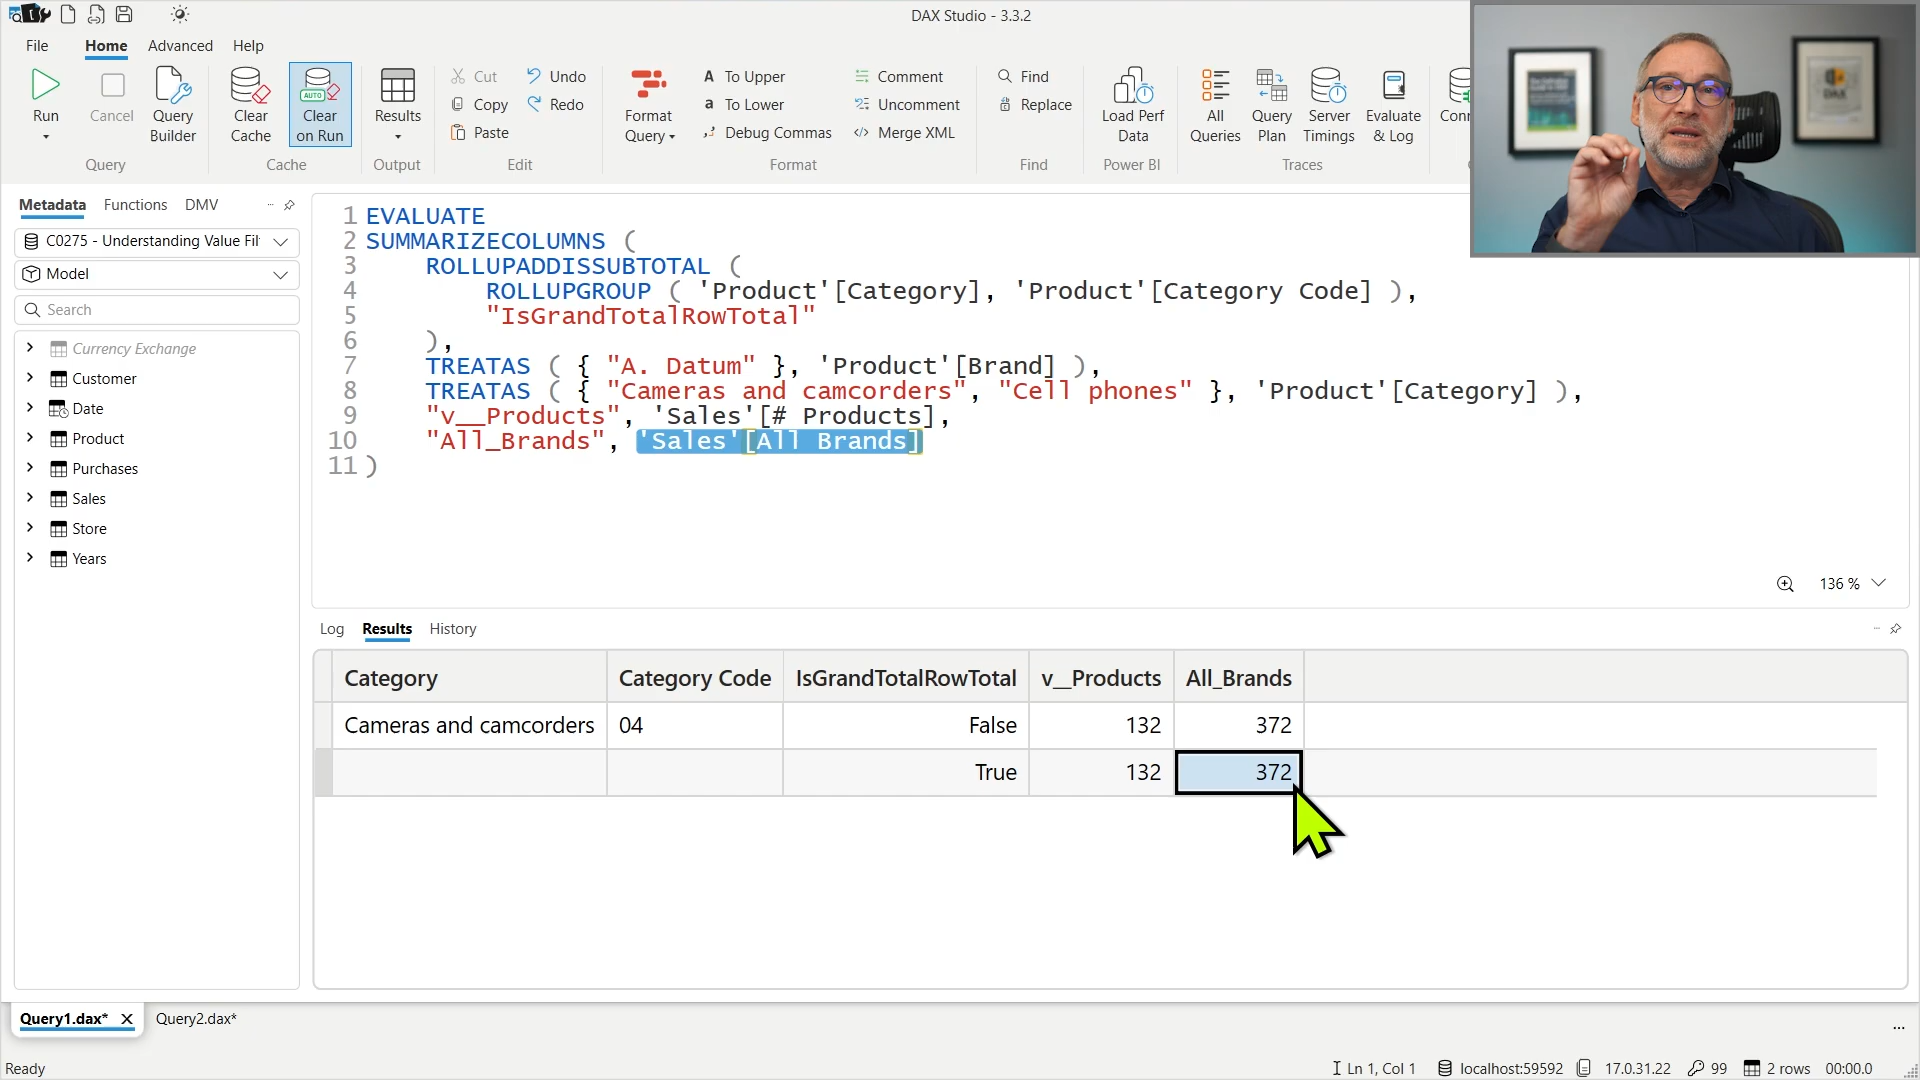 DAX Studio - 3.3.2
File Home Advanced Help
Run
Cancel
Query Builder
Query
Clear Cache
AUTO
Clear on Run
Cache
Results
Output
Cut
Copy
Paste
Undo
Redo
Edit
Format Query
A To Upper
a To Lower
Debug Commas
Comment
Uncomment
Merge XML
Format
Find
Replace
Find
Load Perf Data
Power BI
All Queries
Query Plan
Server Timings
Evaluate & Log
Traces
Conn
DAX
Metadata Functions DMV
C0275 - Understanding Value Fil
Model
Search
Currency Exchange
Customer
Date
Product
Purchases
Sales
Store
Years
1 EVALUATE
2 SUMMARIZECOLUMNS (
3 ROLLUPADDISSUBTOTAL (
4 ROLLUPGROUP ( 'Product'[Category], 'Product'[Category Code] ),
5 "IsGrandTotalRowTotal"
6 ),
7 TREATAS ( { "A. Datum" }, 'Product'[Brand] ),
8 TREATAS ( { "Cameras and camcorders", "Cell phones" }, 'Product'[Category] ),
9 "v__Products", 'Sales'[# Products],
10 "All_Brands", 'Sales'[All Brands]
11 )
136 %
Log Results History
Category Category Code IsGrandTotalRowTotal v__Products All_Brands
Cameras and camcorders 04 False 132 372
True 132 372
Query1.dax* Query2.dax*
Ready Ln 1, Col 1 localhost:59592 17.0.31.22 99 2 rows 00:00.0